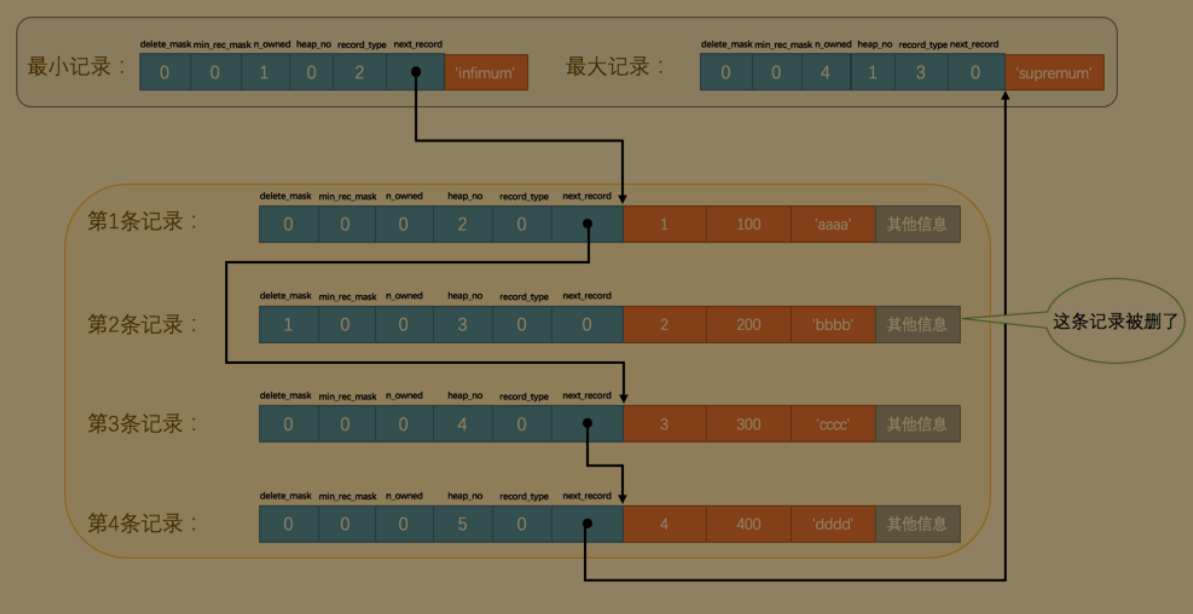 delete_mask min_rec_mask n_owned heap_no record_type next_record
最小记录： 0 0 1 0 2 'infimum'
delete_mask min_rec_mask n_owned heap_no record_type next_record
最大记录： 0 0 4 1 3 0 'supremum'
delete_mask min_rec_mask n_owned heap_no record_type next_record
第1条记录： 0 0 0 2 0 1 100 'aaaa' 其他信息
delete_mask min_rec_mask n_owned heap_no record_type next_record
第2条记录： 1 0 0 3 0 0 2 200 'bbbb' 其他信息
这条记录被删了
delete_mask min_rec_mask n_owned heap_no record_type next_record
第3条记录： 0 0 0 4 0 3 300 'cccc' 其他信息
delete_mask min_rec_mask n_owned heap_no record_type next_record
第4条记录： 0 0 0 5 0 4 400 'dddd' 其他信息